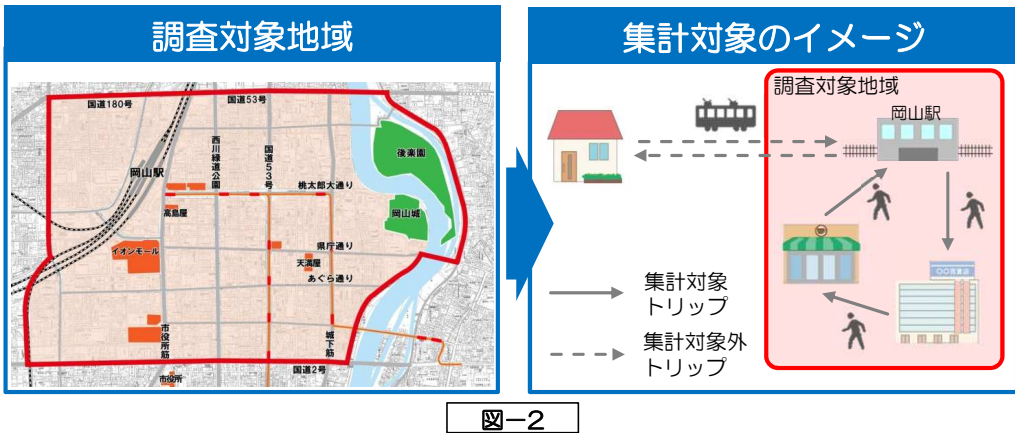 調査対象地域
国道180号
国道53号
西川緑道公園
国道53号
後楽園
岡山駅
桃太郎大通り
高島屋
岡山城
イオンモール
県庁通り
天満屋
あぐら通り
市役所筋
城下筋
国道2号
市役所
集計対象のイメージ
調査対象地域
岡山駅
集計対象
トリップ
集計対象外
トリップ
図-2